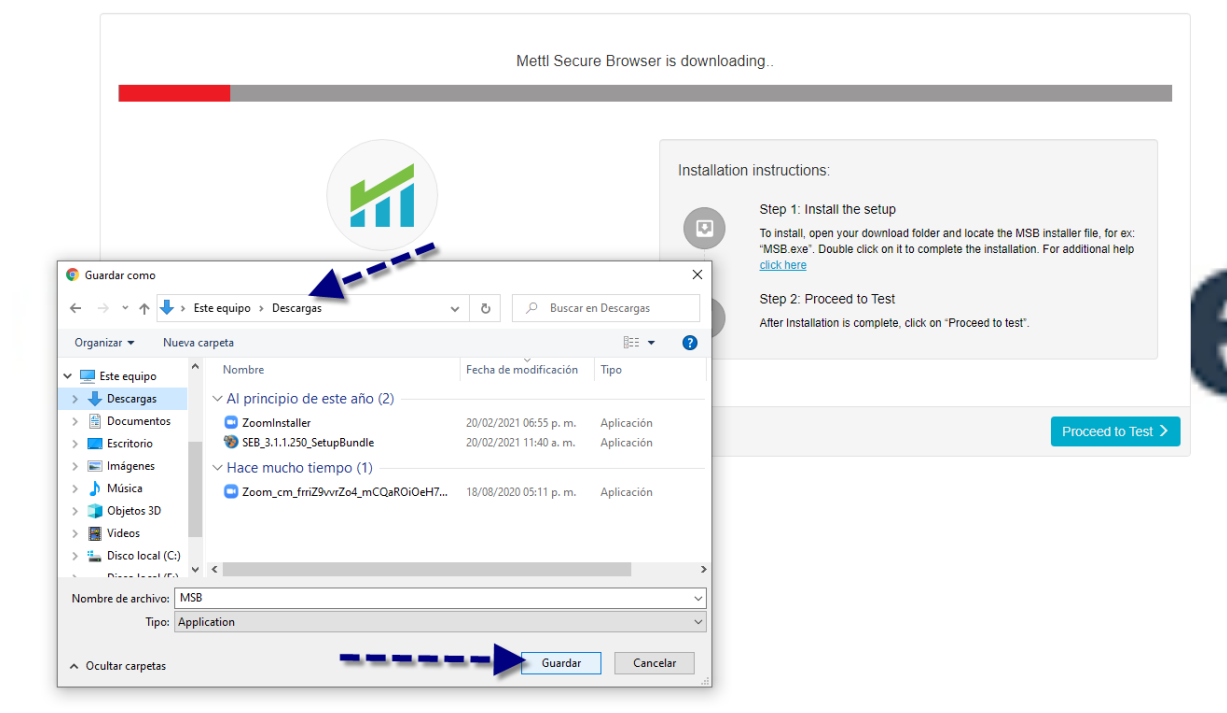 Mettl Secure Browser is downloading..
Installation instructions:
Step 1: Install the setup
To install, open your download folder and locate the MSB installer file, for ex:
“MSB.exe”. Double click on it to complete the installation. For additional help
click here
Step 2: Proceed to Test
After Installation is complete, click on “Proceed to test”.
Proceed to Test
Guardar como
Este equipo > Descargas
Buscar en Descargas
Organizar
Nueva carpeta
Este equipo
Descargas
Documentos
Escritorio
Imágenes
Música
Objetos 3D
Videos
Disco local (C:)
Nombre Fecha de modificación Tipo
Al principio de este año (2)
ZoomInstaller 20/02/2021 06:55 p. m. Aplicación
SEB_3.1.1.250_SetupBundle 20/02/2021 11:40 a. m. Aplicación
Hace mucho tiempo (1)
Zoom_cm_frriZ9vvrZo4_mCQaROiOeH7... 18/08/2020 05:11 p. m. Aplicación
Nombre de archivo: MSB
Tipo: Application
Ocultar carpetas
Guardar
Cancelar